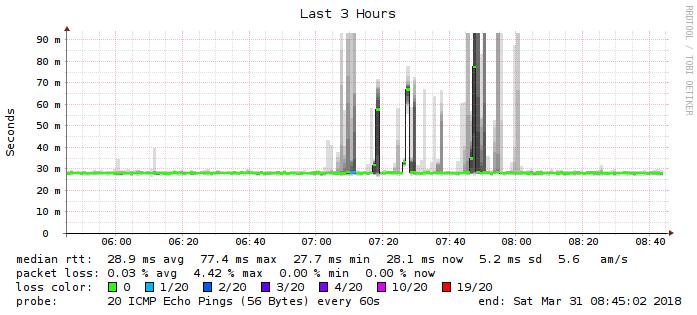 Last 3 Hours
RRDTOOL / TOBI OETIKER
Seconds
90 m
80 m
70 m
60 m
50 m
40 m
30 m
20 m
10 m
0
06:00 06:20 06:40 07:00 07:20 07:40 08:00 08:20 08:40
median rtt: 28.9 ms avg 77.4 ms max 27.7 ms min 28.1 ms now 5.2 ms sd 5.6 am/s
packet loss: 0.03 % avg 4.42 % max 0.00 % min 0.00 % now
loss color: 0 1/20 2/20 3/20 4/20 10/20 19/20
probe: 20 ICMP Echo Pings (56 Bytes) every 60s end: Sat Mar 31 08:45:02 2018